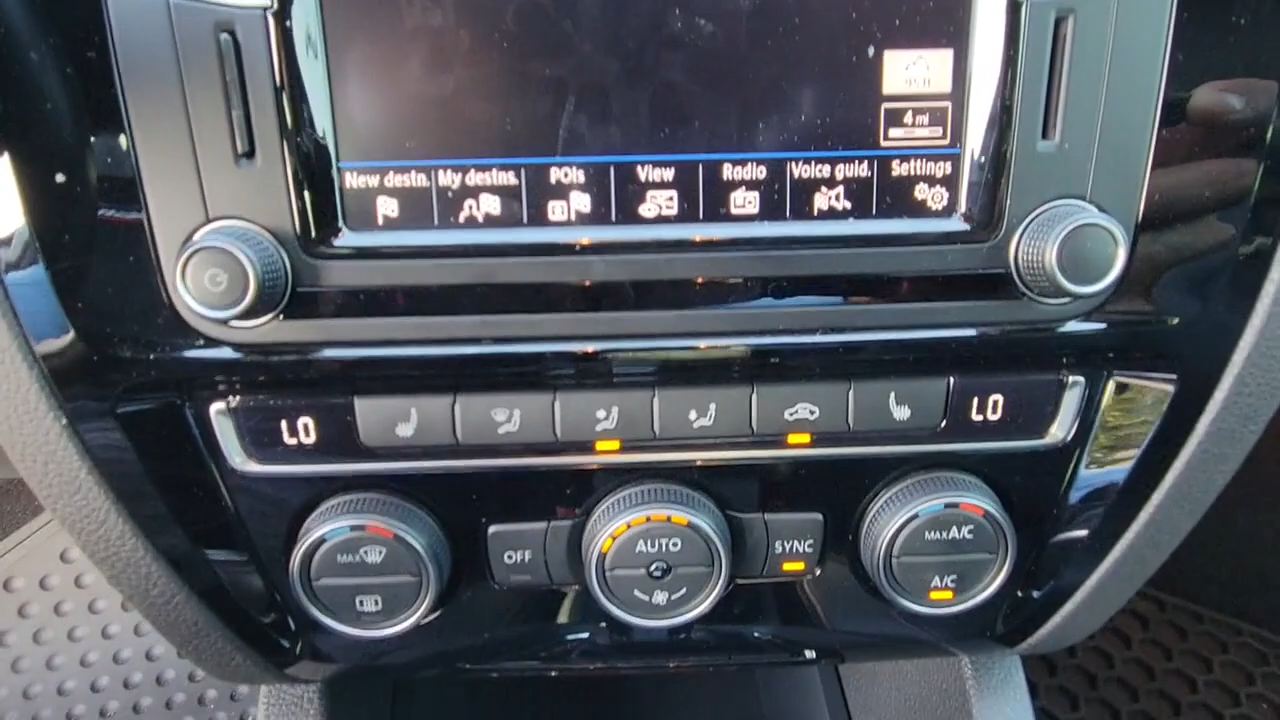 4 mi
New destn. My destns. POIs View Radio Voice guid. Settings
LO LO
MAX
OFF
AUTO
SYNC
MAX A/C
A/C